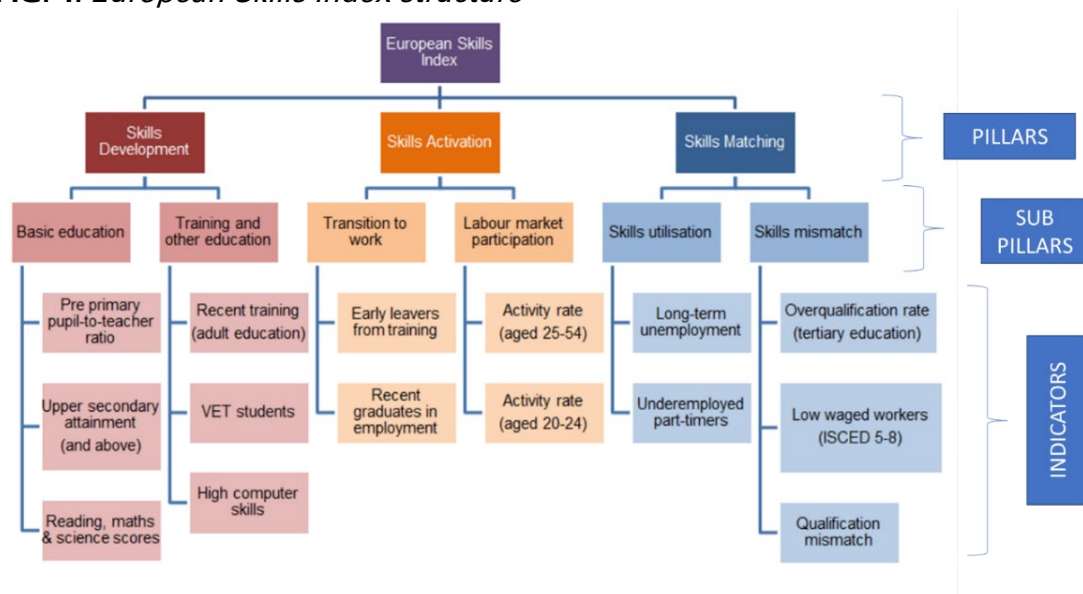 European Skills
Index
Skills
Development
Skills Activation
Skills Matching
PILLARS
Basic education
Training and
other education
Transition to
work
Labour market
participation
Skills utilisation
Skills mismatch
SUB
PILLARS
Pre primary
pupil-to-teacher
ratio
Recent training
(adult education)
Early leavers
from training
Activity rate
(aged 25-54)
Long-term
unemployment
Overqualification rate
(tertiary education)
Upper secondary
attainment
(and above)
VET students
Recent
graduates in
employment
Activity rate
(aged 20-24)
Underemployed
part-timers
Low waged workers
(ISCED 5-8)
INDICATORS
Reading, maths
& science scores
High computer
skills
Qualification
mismatch